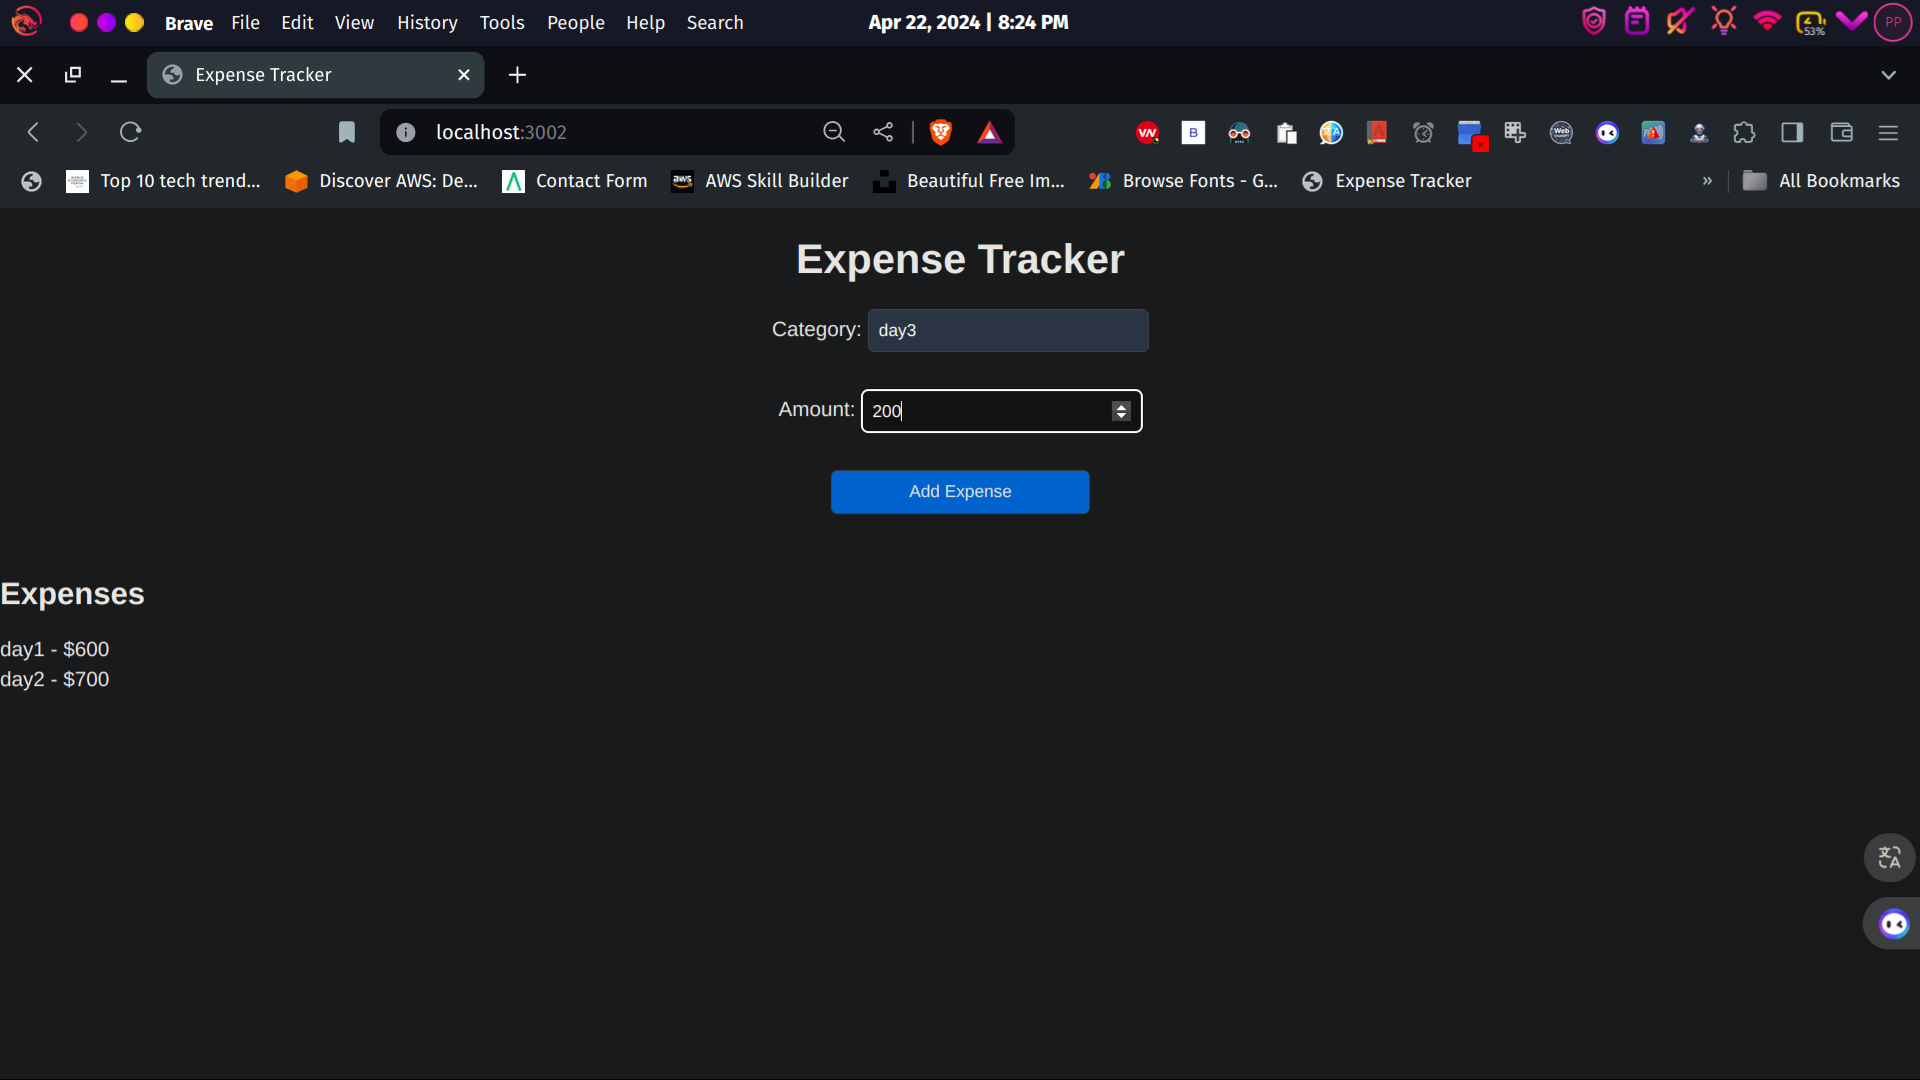 Brave File Edit View History Tools People Help Search Apr 22, 2024 | 8:24 PM 53% PP
Expense Tracker
localhost:3002
Top 10 tech trend... Discover AWS: De... Contact Form AWS Skill Builder Beautiful Free Im... Browse Fonts - G... Expense Tracker » All Bookmarks
Expense Tracker
Category: day3
Amount: 200
Add Expense
Expenses
day1 - $600
day2 - $700